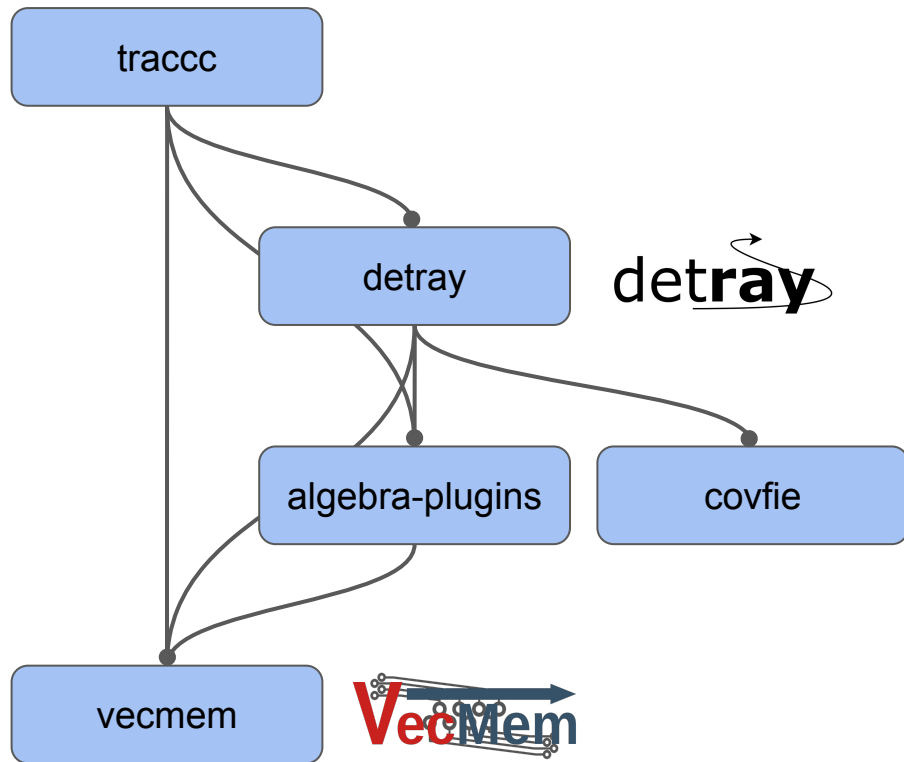 traccc
detray
detray
algebra-plugins
covfie
vecmem
VecMem